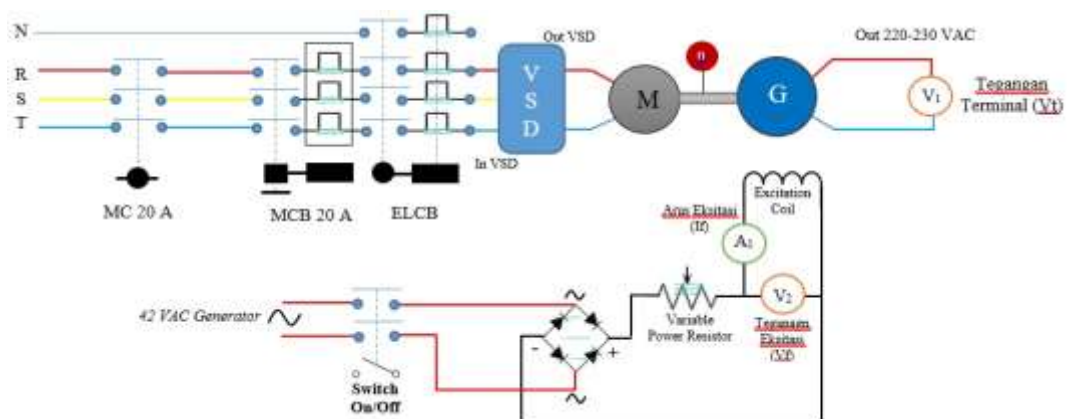 N
R
S
T
MC 20 A
MCB 20 A
ELCB
In VSD
V
S
D
Out VSD
M
n
G
Out 220-230 VAC
V1
Tegangan
Terminal (Vt)
42 VAC Generator
Switch
On/Off
-
+
Variable
Power Resistor
Arus Eksitasi
(If)
A1
Excitation
Coil
V2
Tegangan
Eksitasi
(Vf)